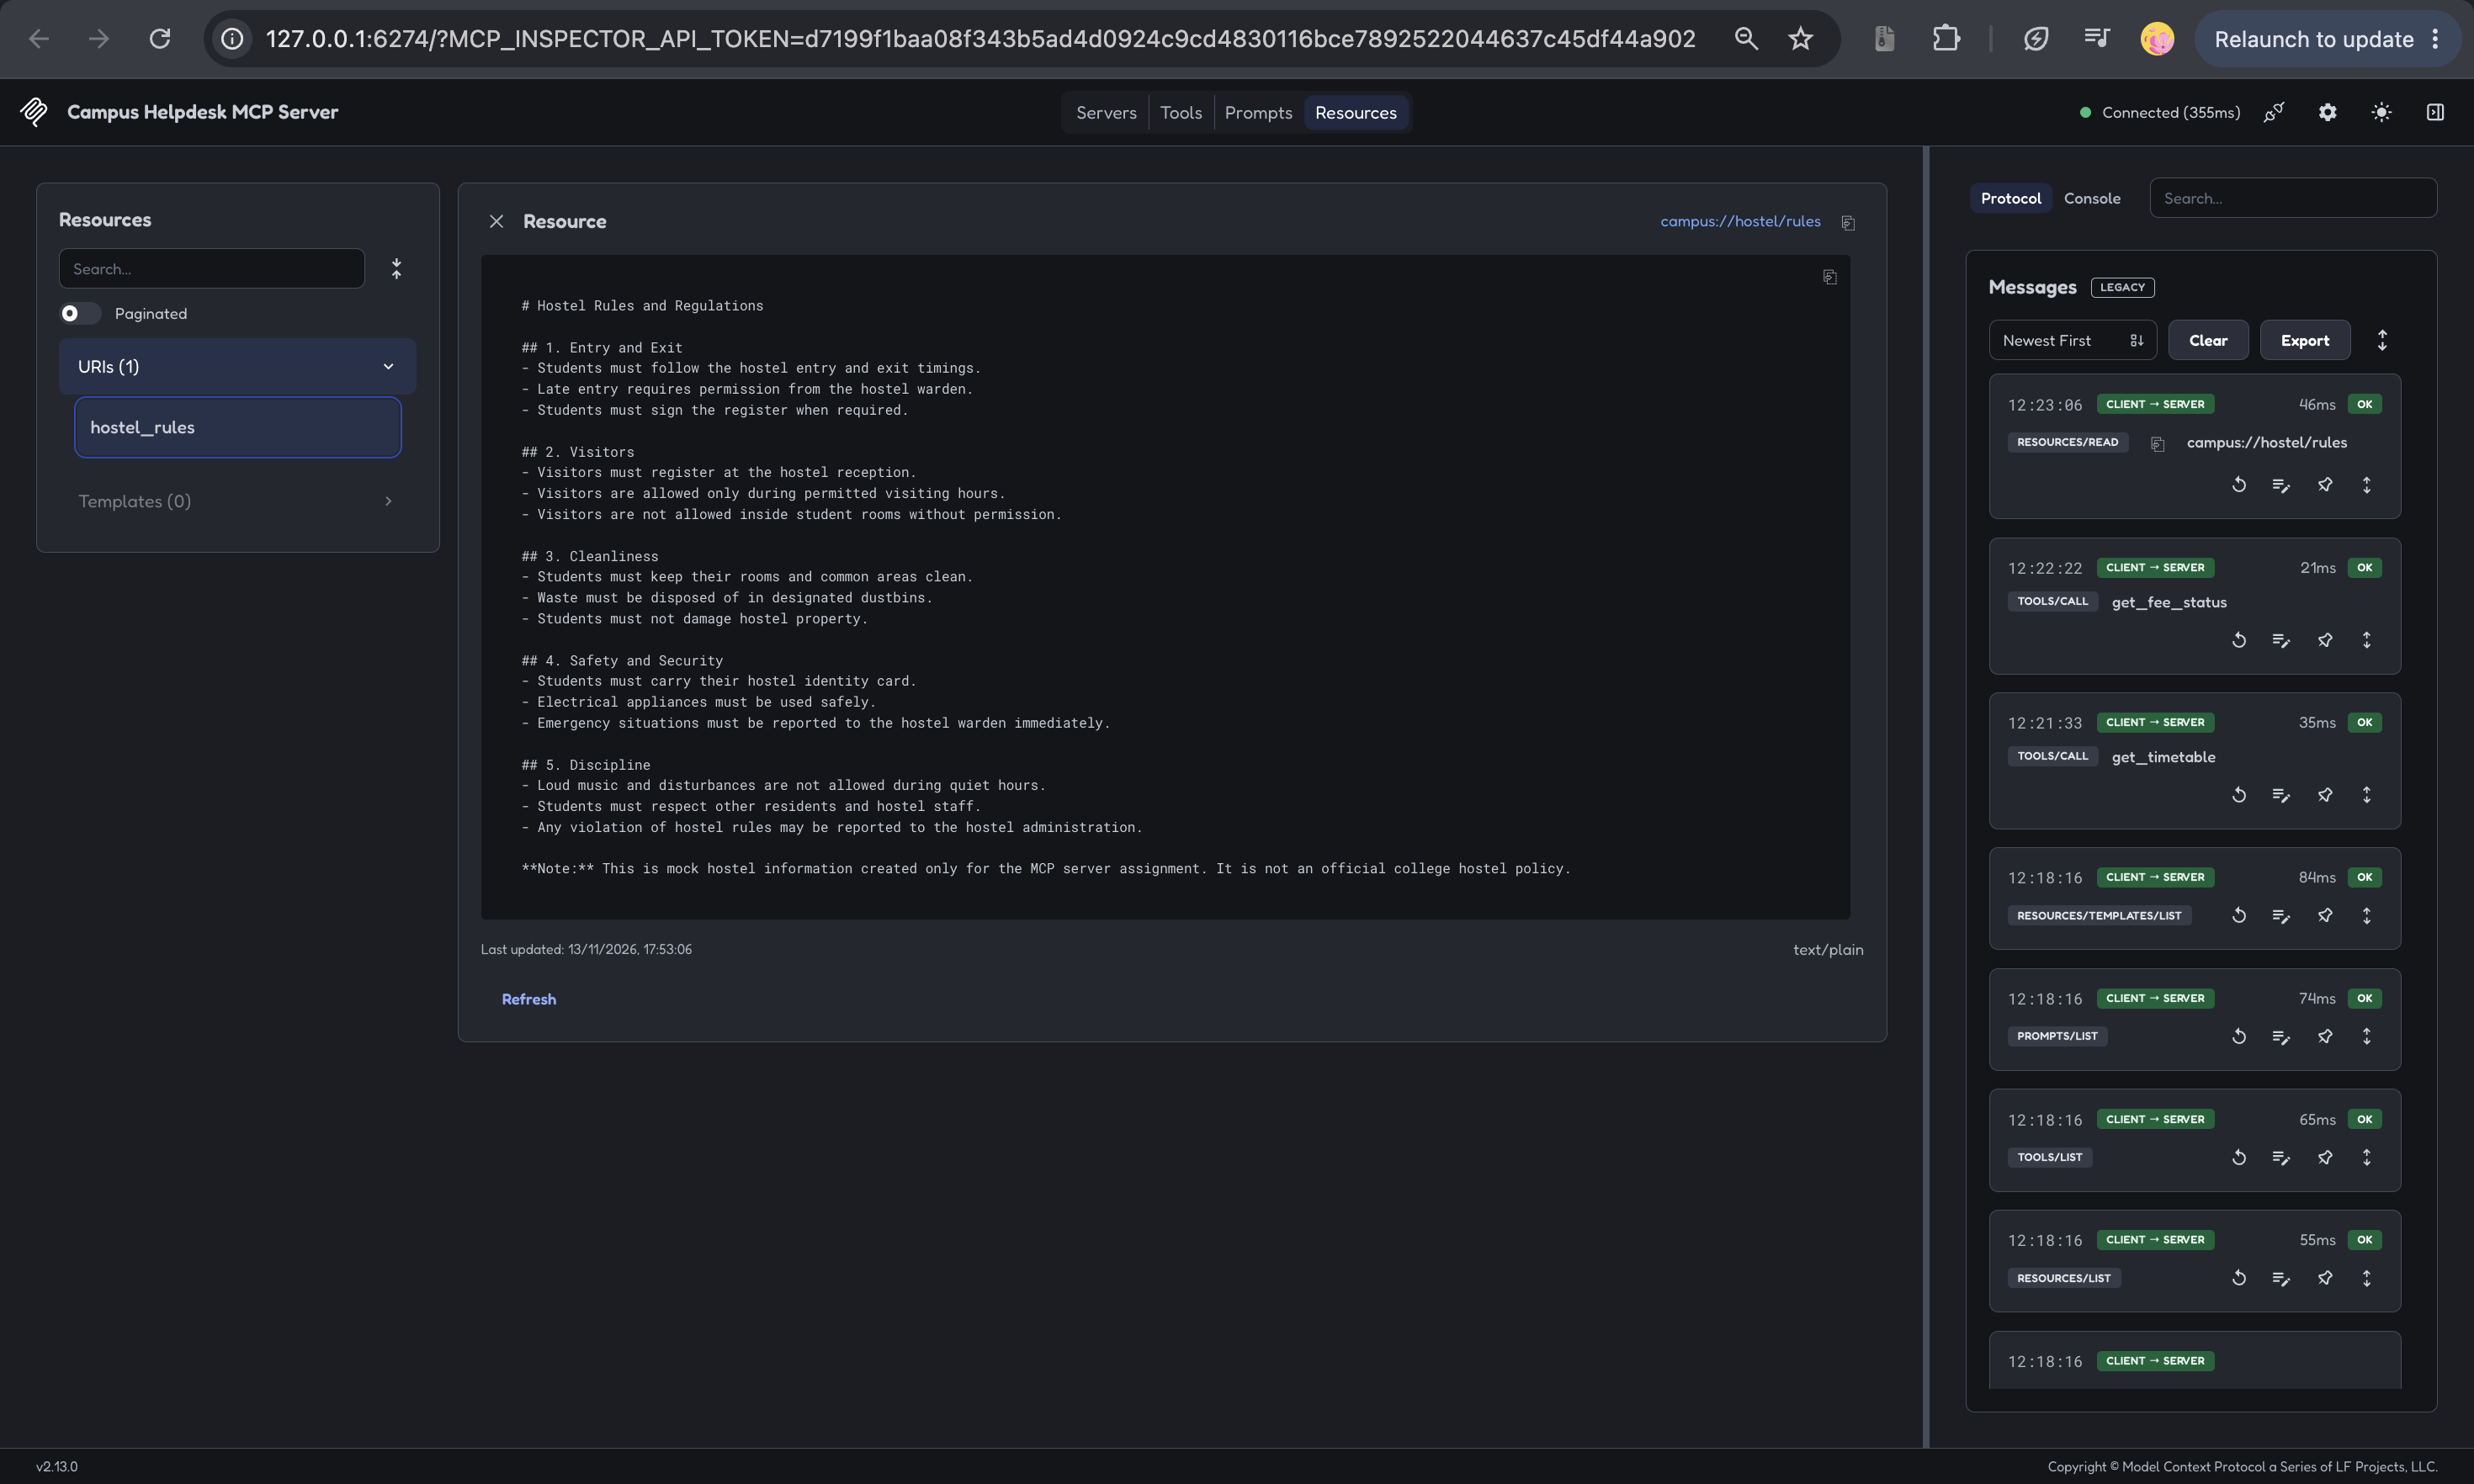 127.0.0.1:6274/?MCP_INSPECTOR_API_TOKEN=d7199f1baa08f343b5ad4d0924c9cd4830116bce7892522044637c45df44a902
Relaunch to update
Campus Helpdesk MCP Server
Servers
Tools
Prompts
Resources
Connected (355ms)
Resources
Search...
Paginated
URIs (1)
hostel_rules
Templates (0)
Resource
campus://hostel/rules
# Hostel Rules and Regulations
## 1. Entry and Exit
- Students must follow the hostel entry and exit timings.
- Late entry requires permission from the hostel warden.
- Students must sign the register when required.
## 2. Visitors
- Visitors must register at the hostel reception.
- Visitors are allowed only during permitted visiting hours.
- Visitors are not allowed inside student rooms without permission.
## 3. Cleanliness
- Students must keep their rooms and common areas clean.
- Waste must be disposed of in designated dustbins.
- Students must not damage hostel property.
## 4. Safety and Security
- Students must carry their hostel identity card.
- Electrical appliances must be used safely.
- Emergency situations must be reported to the hostel warden immediately.
## 5. Discipline
- Loud music and disturbances are not allowed during quiet hours.
- Students must respect other residents and hostel staff.
- Any violation of hostel rules may be reported to the hostel administration.
**Note:** This is mock hostel information created only for the MCP server assignment. It is not an official college hostel policy.
Last updated: 13/11/2026, 17:53:06
text/plain
Refresh
Protocol
Console
Search...
Messages
LEGACY
Newest First
Clear
Export
12:23:06 CLIENT → SERVER 46ms OK
RESOURCES/READ campus://hostel/rules
12:22:22 CLIENT → SERVER 21ms OK
TOOLS/CALL get_fee_status
12:21:33 CLIENT → SERVER 35ms OK
TOOLS/CALL get_timetable
12:18:16 CLIENT → SERVER 84ms OK
RESOURCES/TEMPLATES/LIST
12:18:16 CLIENT → SERVER 74ms OK
PROMPTS/LIST
12:18:16 CLIENT → SERVER 65ms OK
TOOLS/LIST
12:18:16 CLIENT → SERVER 55ms OK
RESOURCES/LIST
12:18:16 CLIENT → SERVER
v2.13.0
Copyright © Model Context Protocol a Series of LF Projects, LLC.